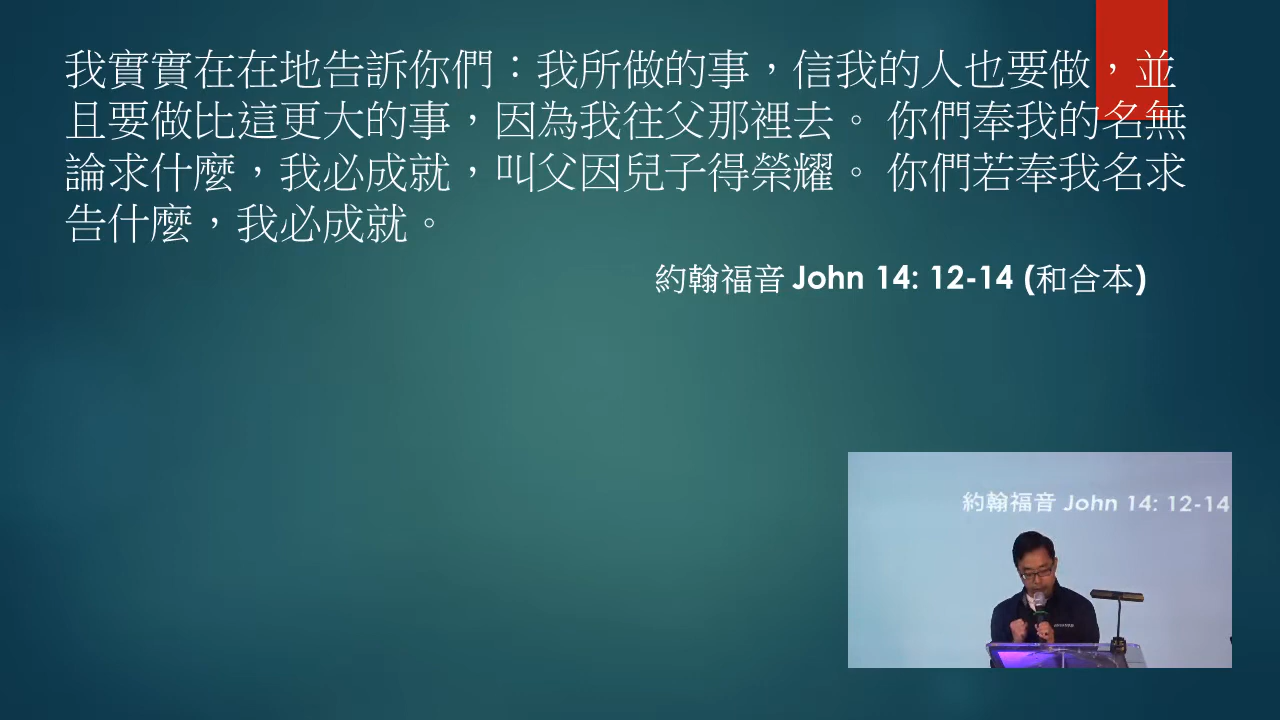 我實實在在地告訴你們：我所做的事，信我的人也要做，並
且要做比這更大的事，因為我往父那裡去。 你們奉我的名無
論求什麼，我必成就，叫父因兒子得榮耀。 你們若奉我名求
告什麼，我必成就。
約翰福音 John 14: 12-14 (和合本)
約翰福音 John 14: 12-14